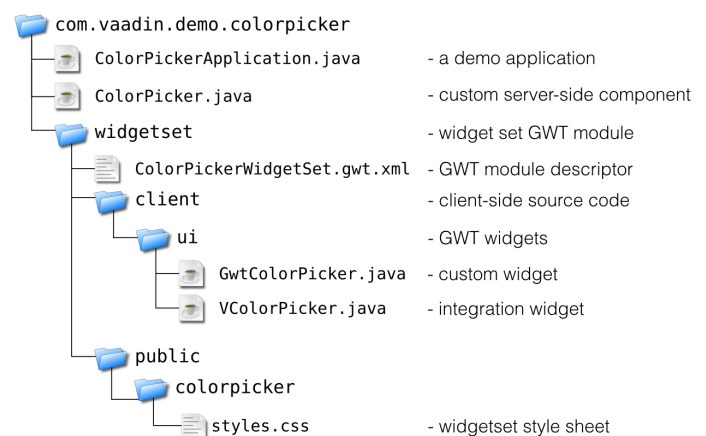 com.vaadin.demo.colorpicker
ColorPickerApplication.java - a demo application
ColorPicker.java - custom server-side component
widgetset - widget set GWT module
ColorPickerWidgetSet.gwt.xml - GWT module descriptor
client - client-side source code
ui - GWT widgets
GwtColorPicker.java - custom widget
VColorPicker.java - integration widget
public
colorpicker
styles.css - widgetset style sheet